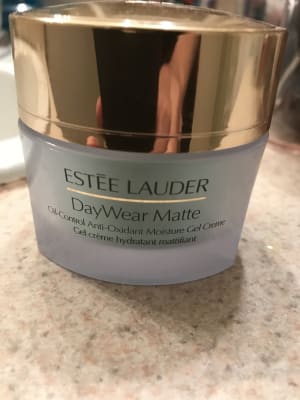 ESTĒE LAUDER
DayWear Matte
Oil-Control Anti-Oxidant Moisture Gel Creme
Gel-crème hydratant matifiant